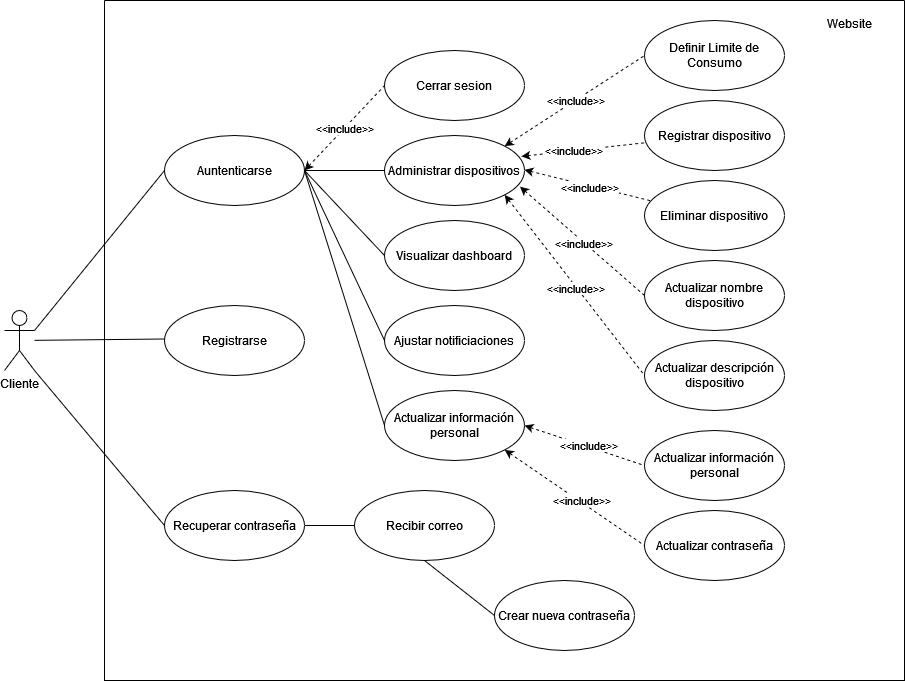 Website
Definir Limite de
Consumo
Cerrar sesion
<<include>>
<<include>>
Registrar dispositivo
<<include>>
Auntenticarse
Administrar dispositivos
<<include>>
Eliminar dispositivo
<<include>>
Visualizar dashboard
Actualizar nombre
dispositivo
<<include>>
Registrarse
Ajustar notificiaciones
Actualizar descripción
dispositivo
Cliente
Actualizar información
personal
<<include>>
Actualizar información
personal
<<include>>
Recuperar contraseña
Recibir correo
Actualizar contraseña
Crear nueva contraseña